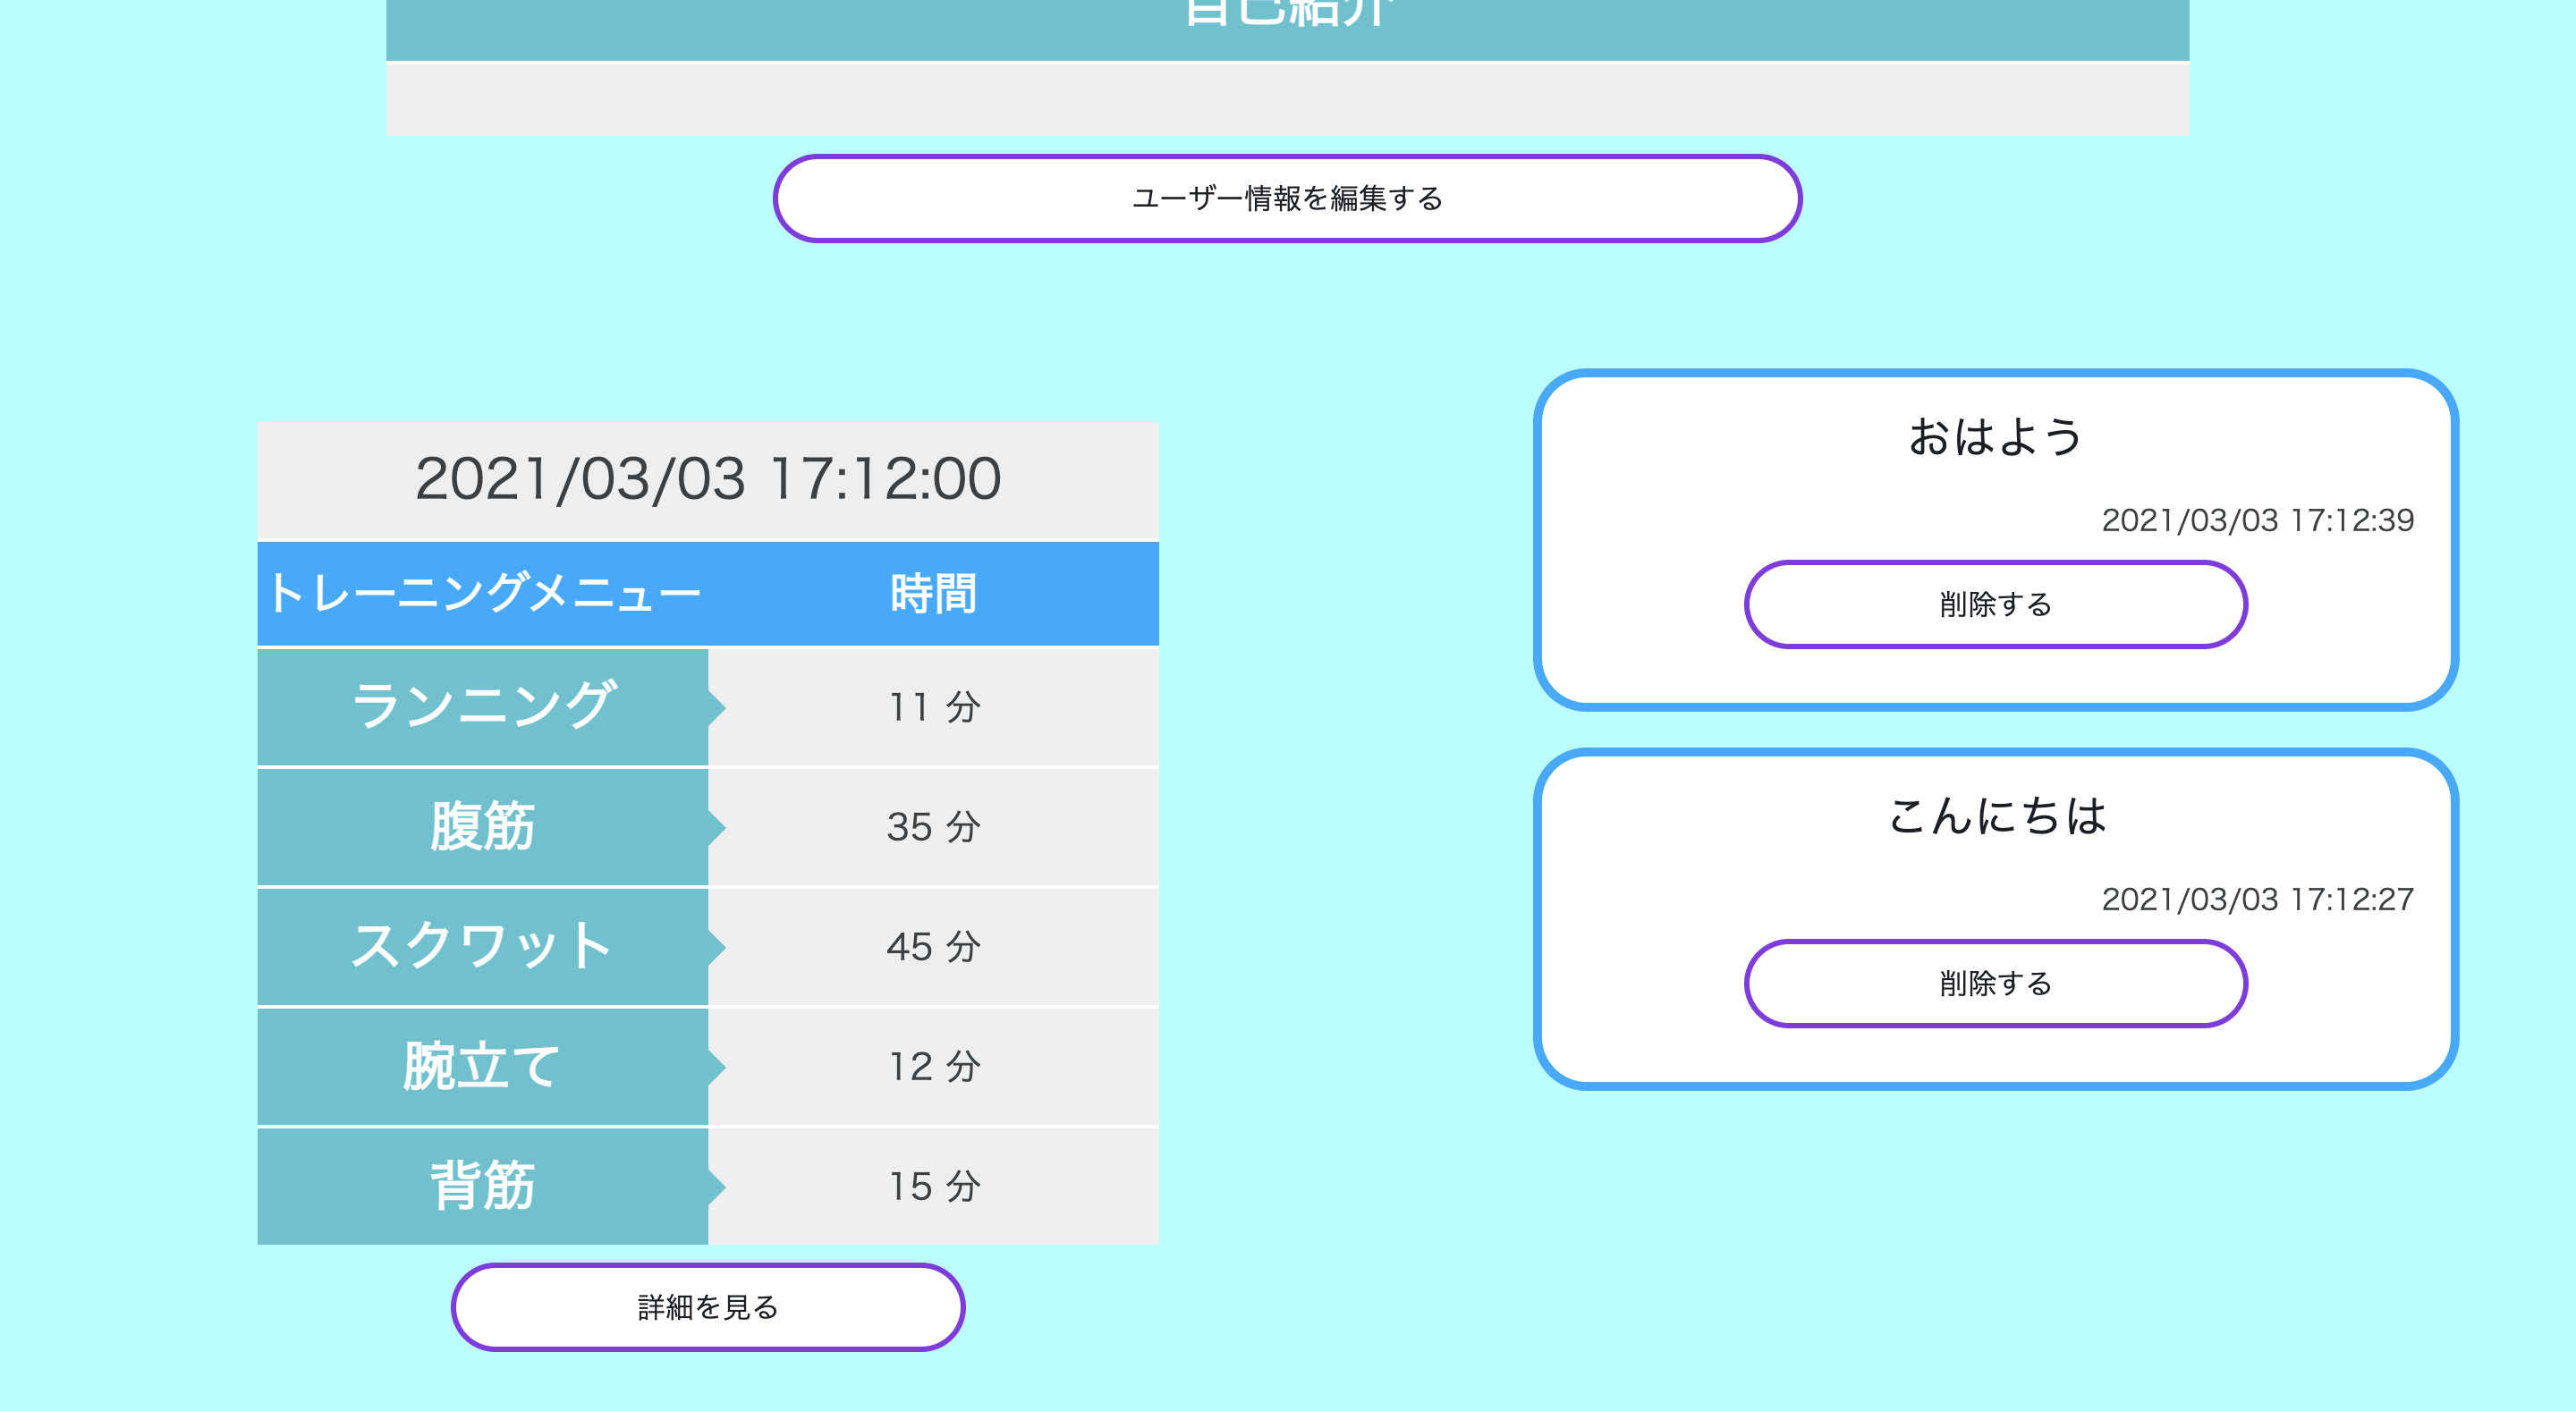 自己紹介
ユーザー情報を編集する
2021/03/03 17:12:00
トレーニングメニュー 時間
ランニング 11 分
腹筋 35 分
スクワット 45 分
腕立て 12 分
背筋 15 分
詳細を見る
おはよう
2021/03/03 17:12:39
削除する
こんにちは
2021/03/03 17:12:27
削除する